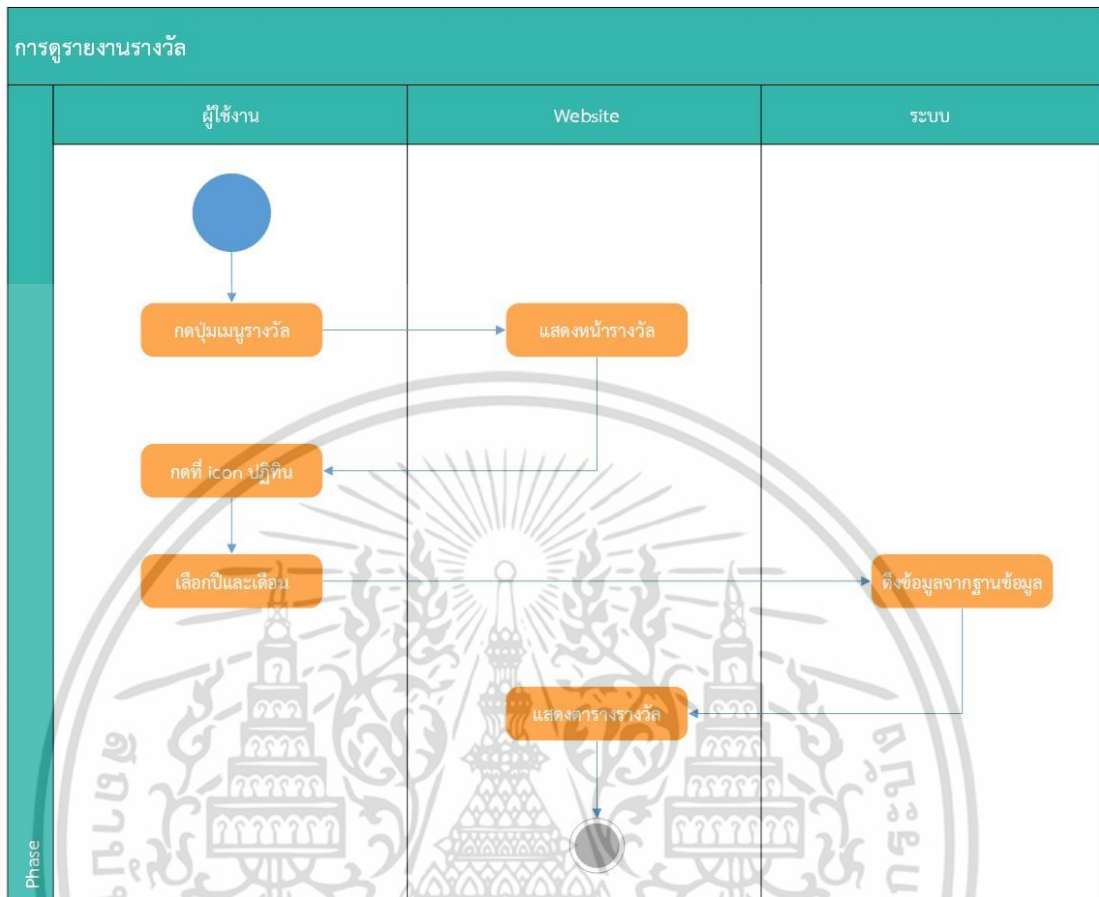 การดูรายงานรางวัล
ผู้ใช้งาน
Website
ระบบ
กดปุ่มเมนูรางวัล
แสดงหน้ารางวัล
กดที่ icon ปฏิทิน
เลือกปีและเดือน
ดึงข้อมูลจากฐานข้อมูล
แสดงตารางรางวัล
Phase